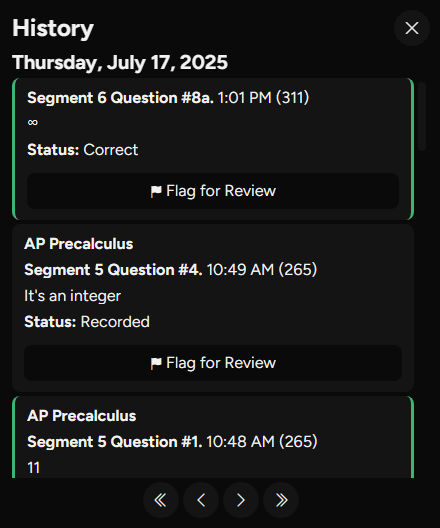 History
Thursday, July 17, 2025
Segment 6 Question #8a. 1:01 PM (311)
∞
Status: Correct
Flag for Review
AP Precalculus
Segment 5 Question #4. 10:49 AM (265)
It's an integer
Status: Recorded
Flag for Review
AP Precalculus
Segment 5 Question #1. 10:48 AM (265)
11